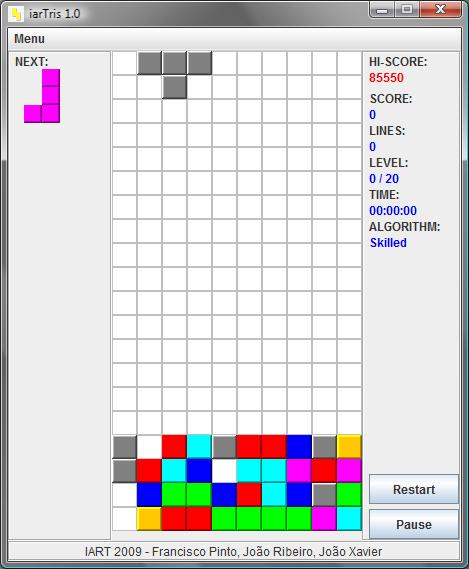 iarTris 1.0
Menu
NEXT:
HI-SCORE:
85550
SCORE:
0
LINES:
0
LEVEL:
0 / 20
TIME:
00:00:00
ALGORITHM:
Skilled
Restart
Pause
IART 2009 - Francisco Pinto, João Ribeiro, João Xavier